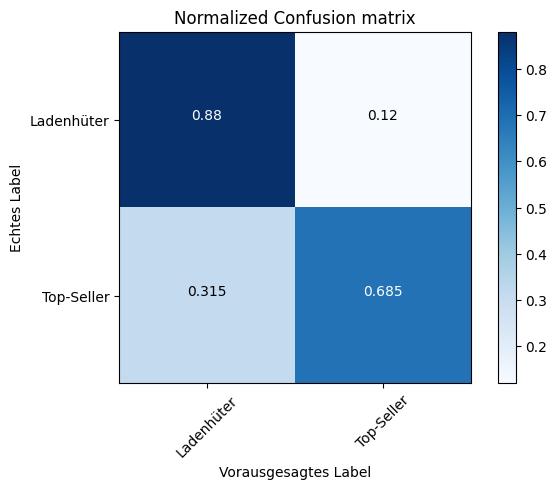 Normalized Confusion matrix
Echtes Label
Ladenhüter
0.88
0.12
Top-Seller
0.315
0.685
Ladenhüter
Top-Seller
Vorausgesagtes Label
0.8
0.7
0.6
0.5
0.4
0.3
0.2